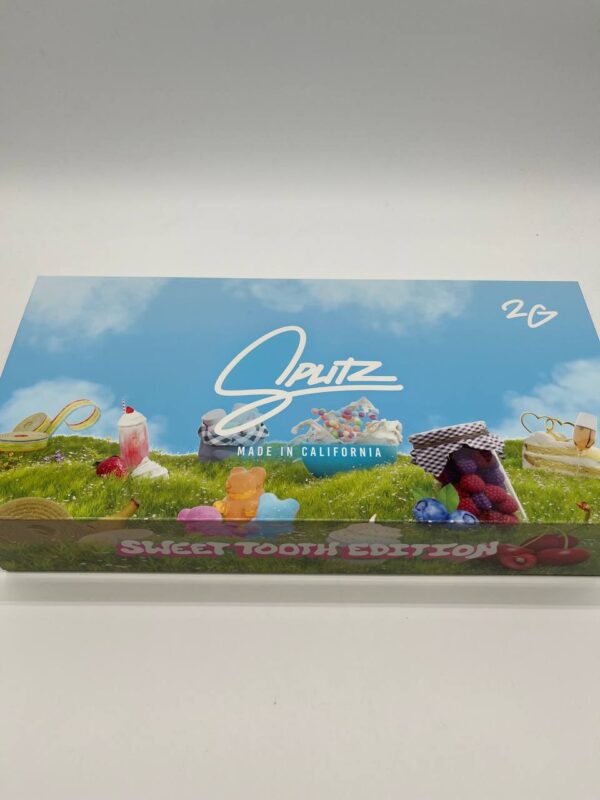 2G
Splitz
MADE IN CALIFORNIA
SWEET TOOTH EDITION